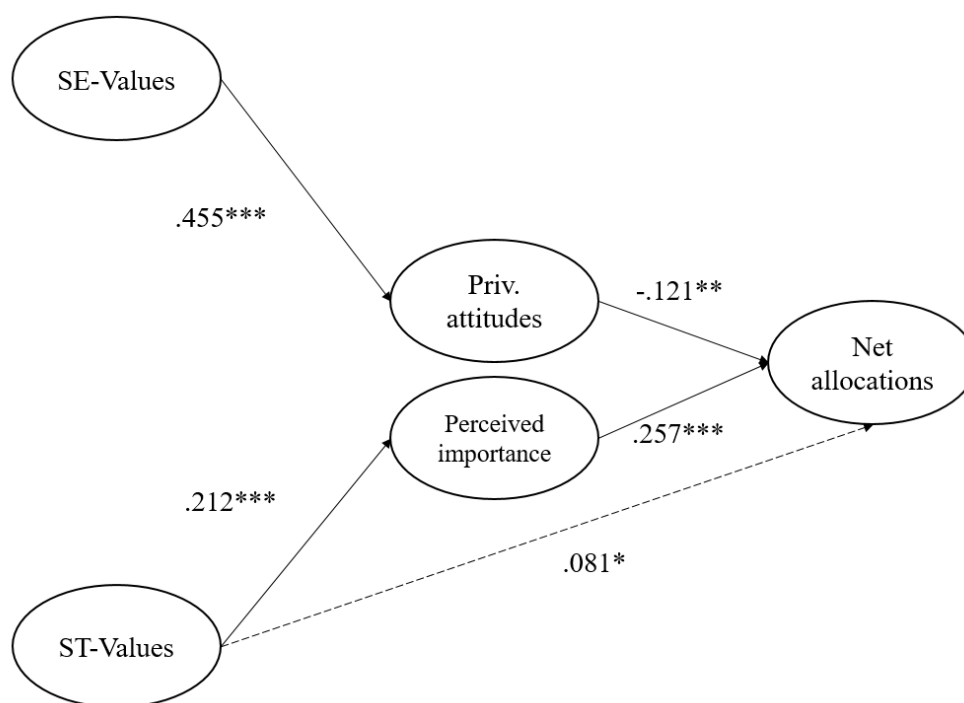 SE-Values
.455***
Priv.
attitudes
-.121**
Net
allocations
Perceived
importance
.257***
.212***
.081*
ST-Values